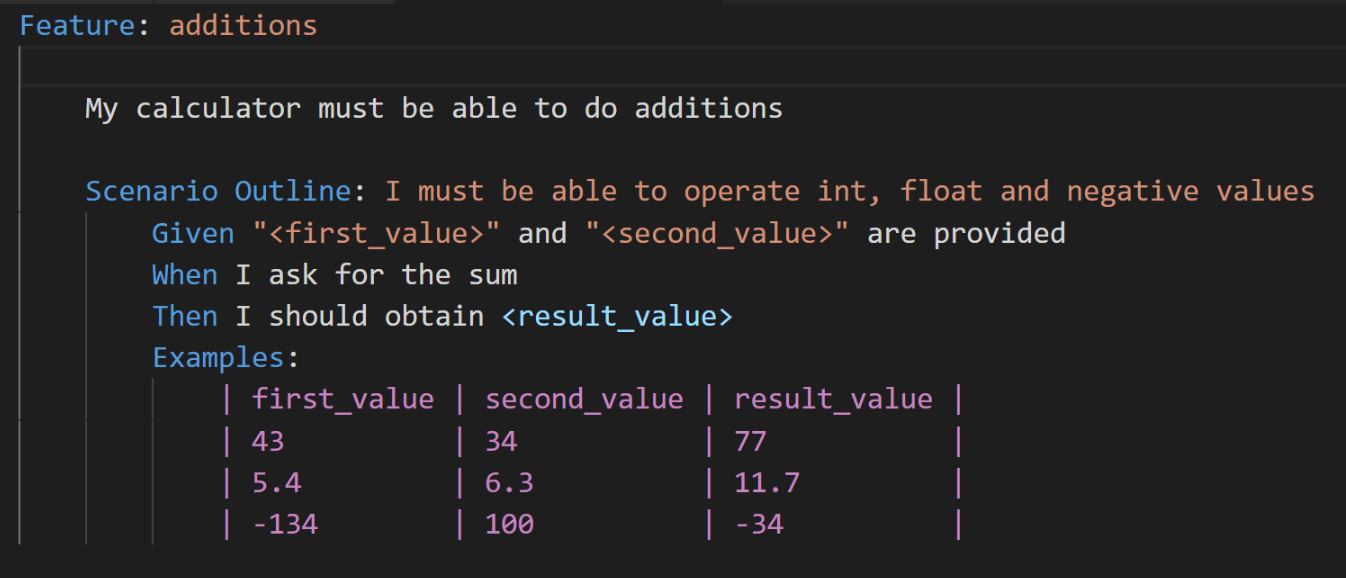 Feature: additions
My calculator must be able to do additions
Scenario Outline: I must be able to operate int, float and negative values
Given "<first_value>" and "<second_value>" are provided
When I ask for the sum
Then I should obtain <result_value>
Examples:
| first_value | second_value | result_value |
| 43 | 34 | 77 |
| 5.4 | 6.3 | 11.7 |
| -134 | 100 | -34 |